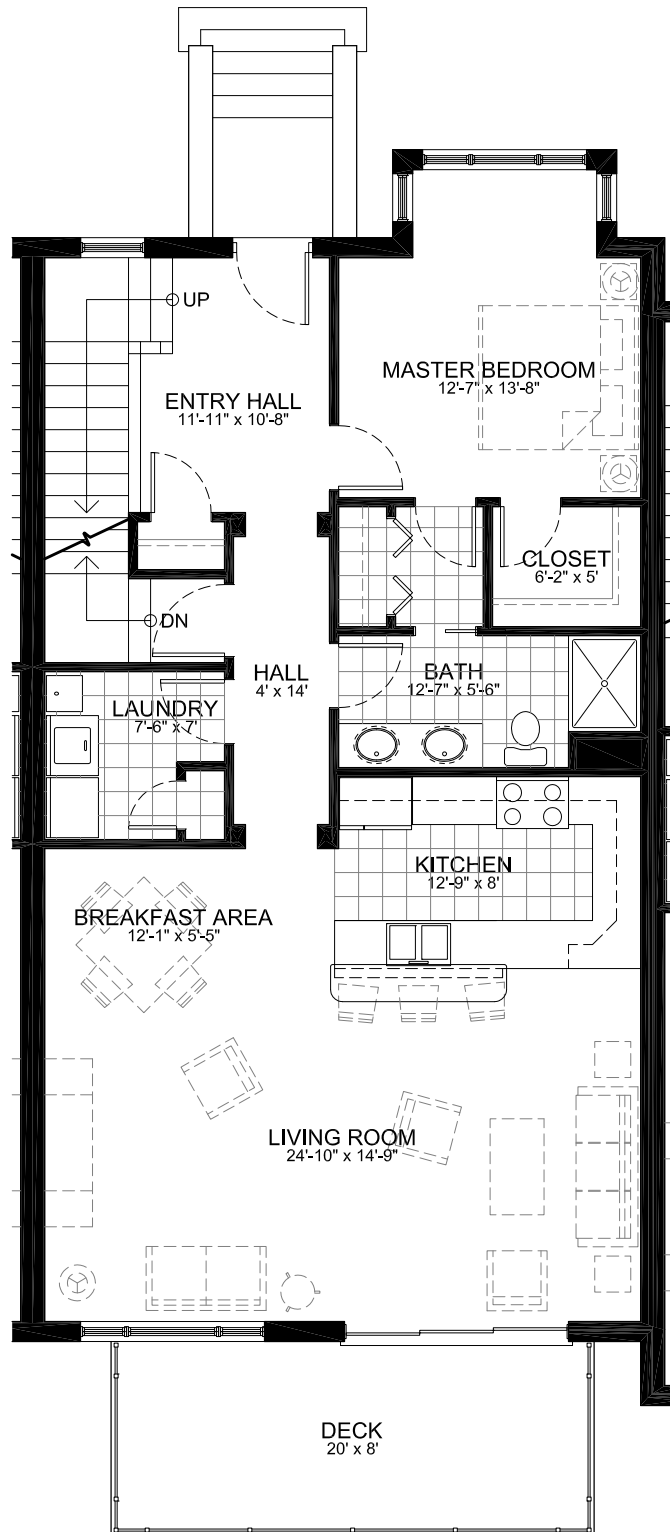 UP
MASTER BEDROOM
12'-7" x 13'-8"
ENTRY HALL
11'-11" x 10'-8"
CLOSET
6'-2" x 5'
DN
HALL
4' x 14'
BATH
12'-7" x 5'-6"
LAUNDRY
7'-6" x 7'
KITCHEN
12'-9" x 8'
BREAKFAST AREA
12'-1" x 5'-5"
LIVING ROOM
24'-10" x 14'-9"
DECK
20' x 8'